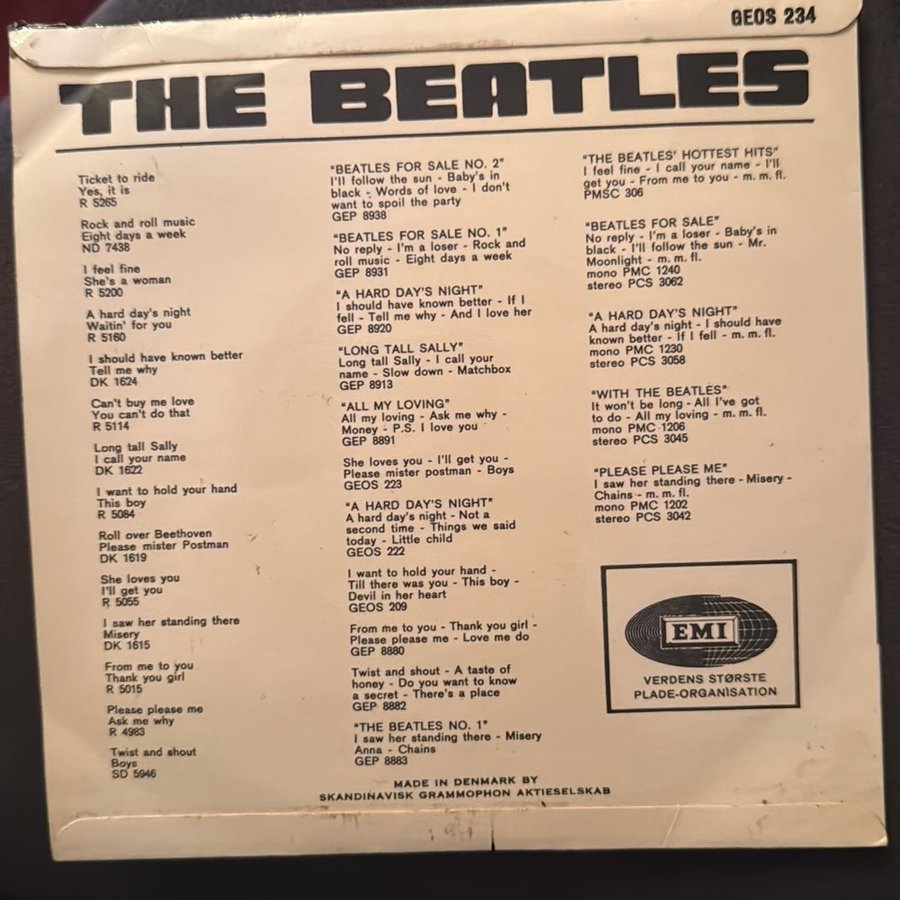 GEOS 234
THE BEATLES
Ticket to ride
Yes, it is
R 5265
Rock and roll music
Eight days a week
ND 7438
I feel fine
She's a woman
R 5200
A hard day's night
Waitin' for you
R 5160
I should have known better
Tell me why
DK 1624
Can't buy me love
You can't do that
R 5114
Long tall Sally
I call your name
DK 1622
I want to hold your hand
This boy
R 5084
Roll over Beethoven
Please mister Postman
DK 1619
She loves you
I'll get you
R 5055
I saw her standing there
Misery
DK 1615
From me to you
Thank you girl
R 5015
Please please me
Ask me why
R 4983
Twist and shout
Boys
SD 5946
"BEATLES FOR SALE NO. 2"
I'll follow the sun - Baby's in
black - Words of love - I don't
want to spoil the party
GEP 8938
"BEATLES FOR SALE NO. 1"
No reply - I'm a loser - Rock and
roll music - Eight days a week
GEP 8931
"A HARD DAY'S NIGHT"
I should have known better - If I
fell - Tell me why - And I love her
GEP 8920
"LONG TALL SALLY"
Long tall Sally - I call your
name - Slow down - Matchbox
GEP 8913
"ALL MY LOVING"
All my loving - Ask me why -
Money - P.S. I love you
GEP 8891
She loves you - I'll get you -
Please mister postman - Boys
GEOS 223
"A HARD DAY'S NIGHT"
A hard day's night - Not a
second time - Things we said
today - Little child
GEOS 222
I want to hold your hand -
Till there was you - This boy -
Devil in her heart
GEOS 209
From me to you - Thank you girl -
Please please me - Love me do
GEP 8880
Twist and shout - A taste of
honey - Do you want to know
a secret - There's a place
GEP 8882
"THE BEATLES NO. 1"
I saw her standing there - Misery
Anna - Chains
GEP 8883
"THE BEATLES' HOTTEST HITS"
I feel fine - I call your name - I'll
get you - From me to you - m. m. fl.
PMSC 306
"BEATLES FOR SALE"
No reply - I'm a loser - Baby's in
black - I'll follow the sun - Mr.
Moonlight - m. m. fl.
mono PMC 1240
stereo PCS 3062
"A HARD DAY'S NIGHT"
A hard day's night - I should have
known better - If I fell - m. m. fl.
mono PMC 1230
stereo PCS 3058
"WITH THE BEATLES"
It won't be long - All I've got
to do - All my loving - m. m. fl.
mono PMC 1206
stereo PCS 3045
"PLEASE PLEASE ME"
I saw her standing there - Misery -
Chains - m. m. fl.
mono PMC 1202
stereo PCS 3042
EMI
VERDENS STØRSTE
PLADE-ORGANISATION
MADE IN DENMARK BY
SKANDINAVISK GRAMMOPHON AKTIESELSKAB